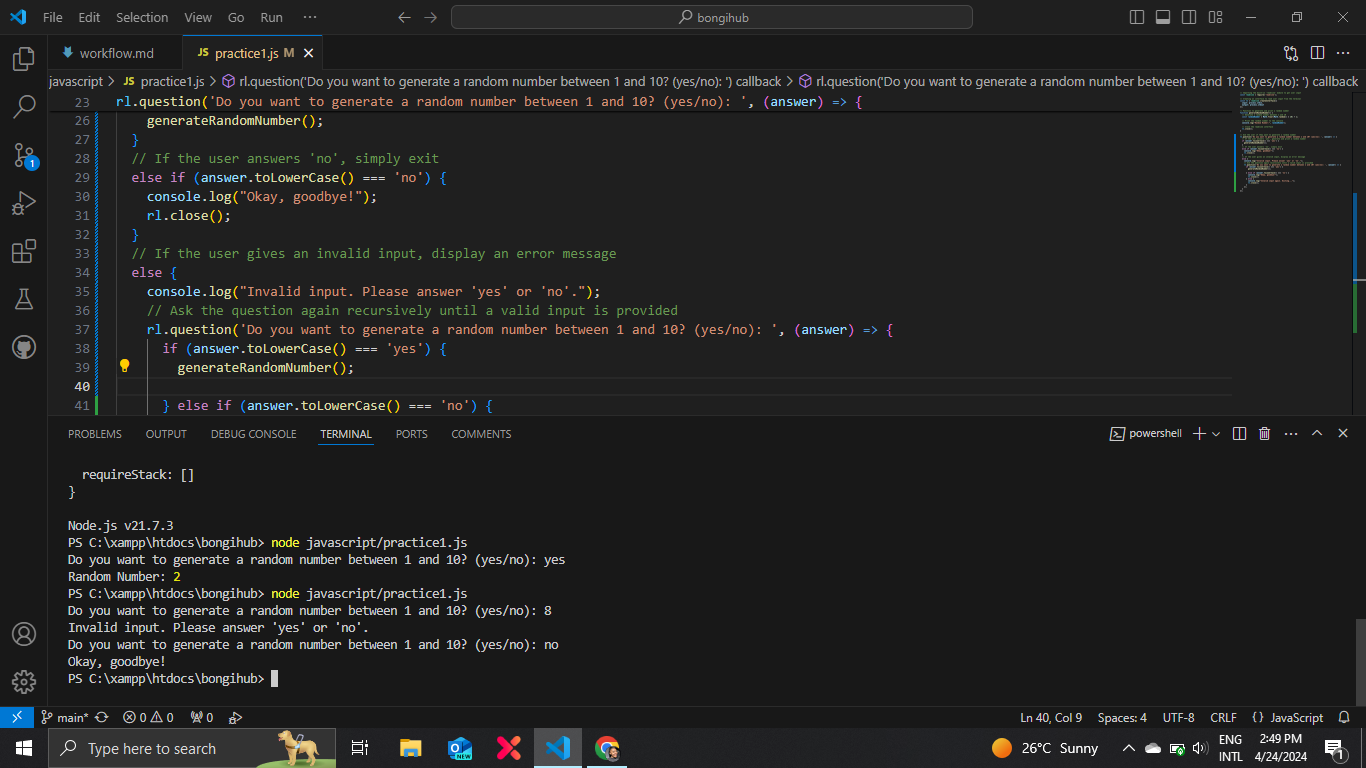 File Edit Selection View Go Run ··· bongihub
workflow.md JS practice1.js M
javascript > JS practice1.js > rl.question('Do you want to generate a random number between 1 and 10? (yes/no): ') callback > rl.question('Do you want to generate a random number between 1 and 10? (yes/no): ') callback
23 rl.question('Do you want to generate a random number between 1 and 10? (yes/no): ', (answer) => {
26 generateRandomNumber();
27 }
28 // If the user answers 'no', simply exit
29 else if (answer.toLowerCase() === 'no') {
30 console.log("Okay, goodbye!");
31 rl.close();
32 }
33 // If the user gives an invalid input, display an error message
34 else {
35 console.log("Invalid input. Please answer 'yes' or 'no'.");
36 // Ask the question again recursively until a valid input is provided
37 rl.question('Do you want to generate a random number between 1 and 10? (yes/no): ', (answer) => {
38 if (answer.toLowerCase() === 'yes') {
39 generateRandomNumber();
40
41 } else if (answer.toLowerCase() === 'no') {
PROBLEMS OUTPUT DEBUG CONSOLE TERMINAL PORTS COMMENTS powershell
requireStack: []
}
Node.js v21.7.3
PS C:\xampp\htdocs\bongihub> node javascript/practice1.js
Do you want to generate a random number between 1 and 10? (yes/no): yes
Random Number: 2
PS C:\xampp\htdocs\bongihub> node javascript/practice1.js
Do you want to generate a random number between 1 and 10? (yes/no): 8
Invalid input. Please answer 'yes' or 'no'.
Do you want to generate a random number between 1 and 10? (yes/no): no
Okay, goodbye!
PS C:\xampp\htdocs\bongihub>
1
main* 0 0 0 Ln 40, Col 9 Spaces: 4 UTF-8 CRLF {} JavaScript
Type here to search NEW 26°C Sunny ENG INTL 2:49 PM 4/24/2024 1